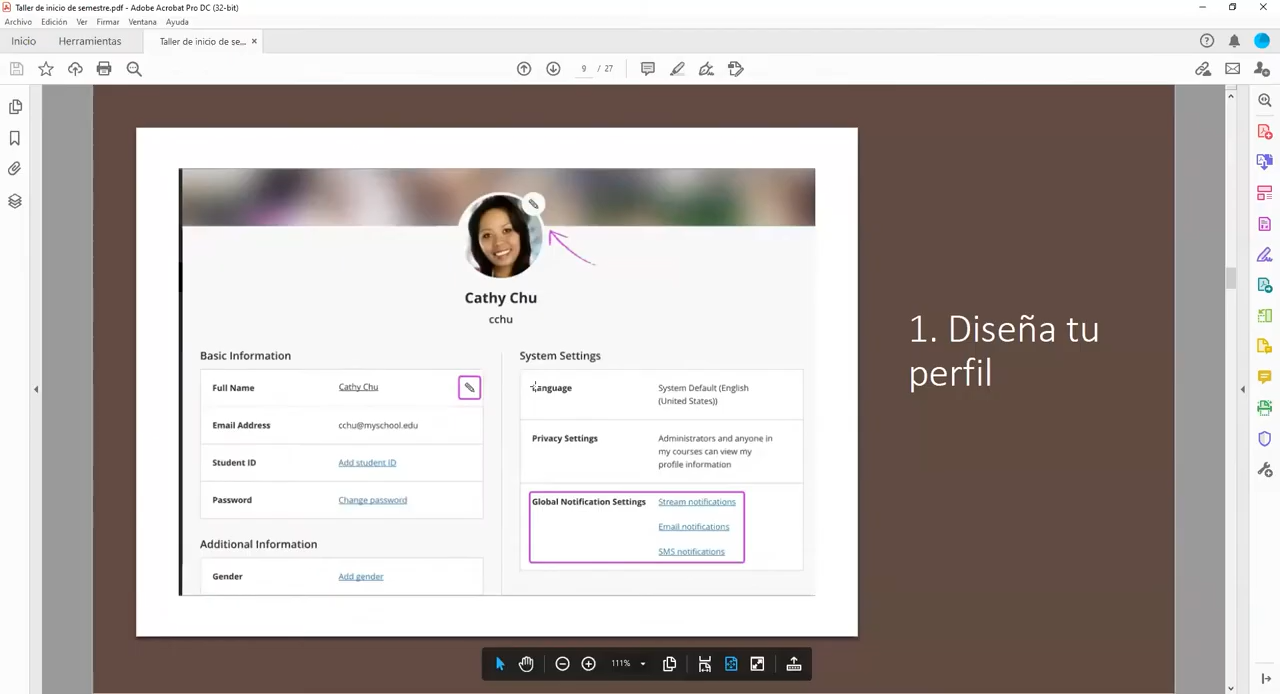 Taller de inicio de semestre.pdf - Adobe Acrobat Pro DC (32-bit)
Archivo Edición Ver Firmar Ventana Ayuda
Inicio Herramientas Taller de inicio de se... ×
9 / 27
Cathy Chu
cchu
Basic Information
Full Name Cathy Chu
Email Address cchu@myschool.edu
Student ID Add student ID
Password Change password
Additional Information
Gender Add gender
System Settings
Language System Default (English
(United States))
Privacy Settings Administrators and anyone in
my courses can view my
profile information
Global Notification Settings Stream notifications
Email notifications
SMS notifications
1. Diseña tu
perfil
111%